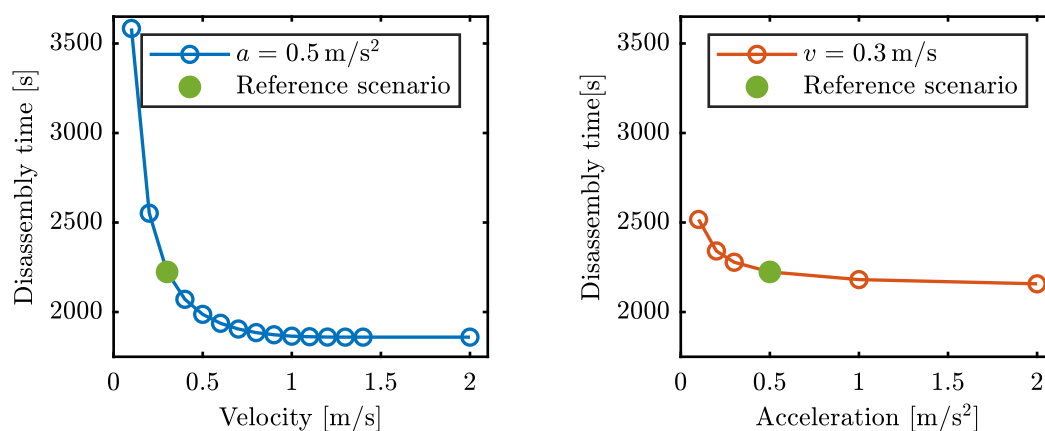 3500
3000
2500
2000
Disassembly time [s]
a = 0.5 m/s²
Reference scenario
0
0.5
1
1.5
2
Velocity [m/s]
3500
3000
2500
2000
Disassembly time[s]
v = 0.3 m/s
Reference scenario
0
0.5
1
1.5
2
Acceleration [m/s²]